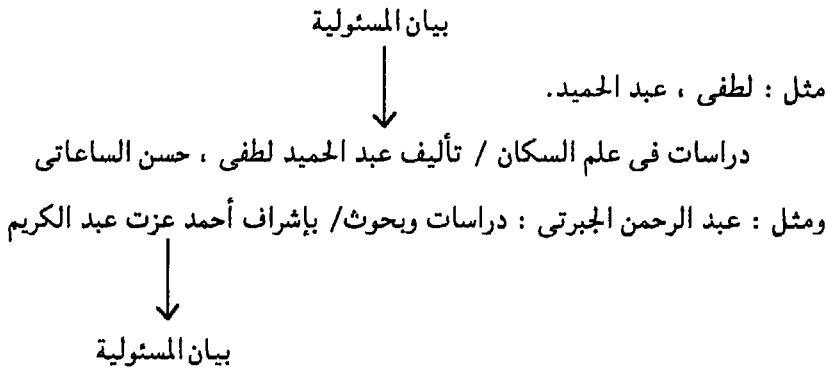 بيان المسئولية
مثل : لطفى ، عبد الحميد.
دراسات فى علم السكان / تأليف عبد الحميد لطفى ، حسن الساعاتى
ومثل : عبد الرحمن الجبرتى : دراسات وبحوث/ بإشراف أحمد عزت عبد الكريم
بيان المسئولية